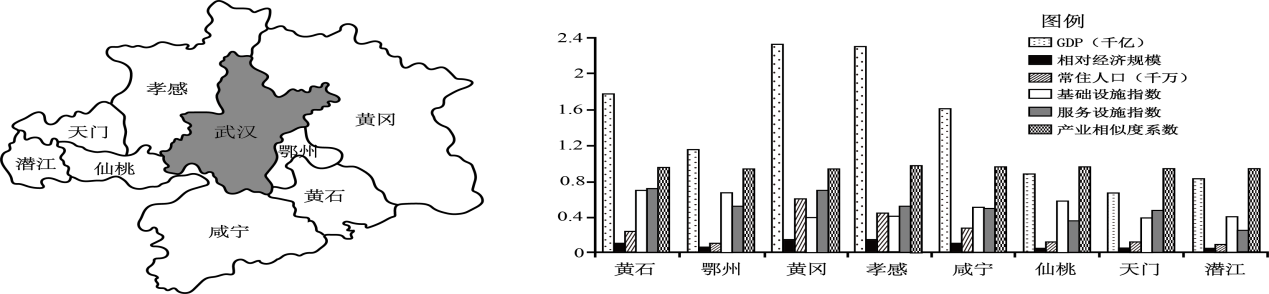 孝感
武汉
黄冈
天门
潜江
仙桃
鄂州
黄石
咸宁
图例
GDP（千亿）
相对经济规模
常住人口（千万）
基础设施指数
服务设施指数
产业相似度系数
2.4
2
1.6
1.2
0.8
0.4
0
黄石 鄂州 黄冈 孝感 咸宁 仙桃 天门 潜江